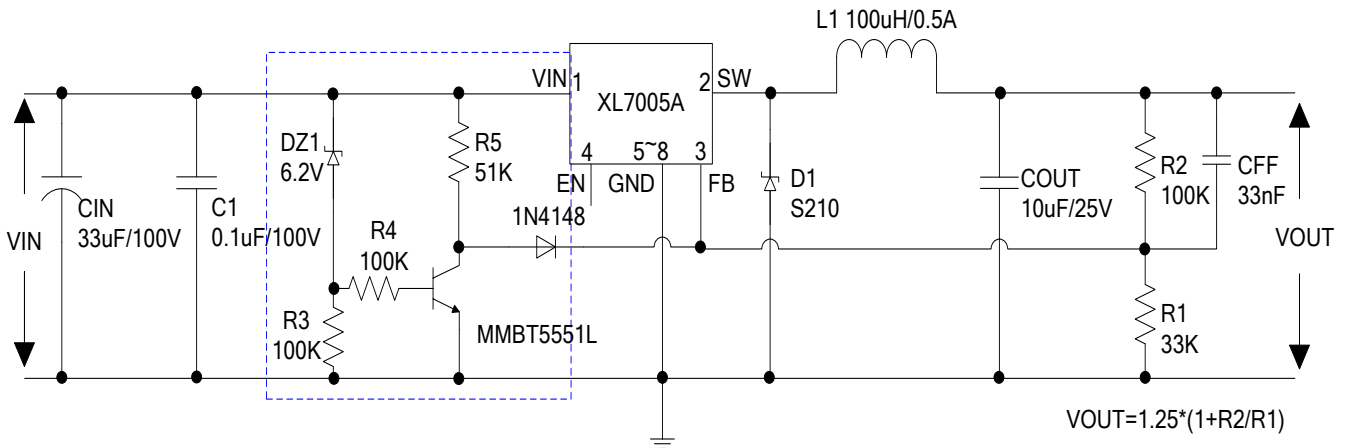 L1 100uH/0.5A
VIN 1
2 SW
XL7005A
4 5~8 3
EN GND FB
DZ1
6.2V
R5
51K
1N4148
R4
100K
R3
100K
MMBT5551L
CIN
33uF/100V
C1
0.1uF/100V
VIN
D1
S210
COUT
10uF/25V
R2
100K
CFF
33nF
R1
33K
VOUT
VOUT=1.25*(1+R2/R1)